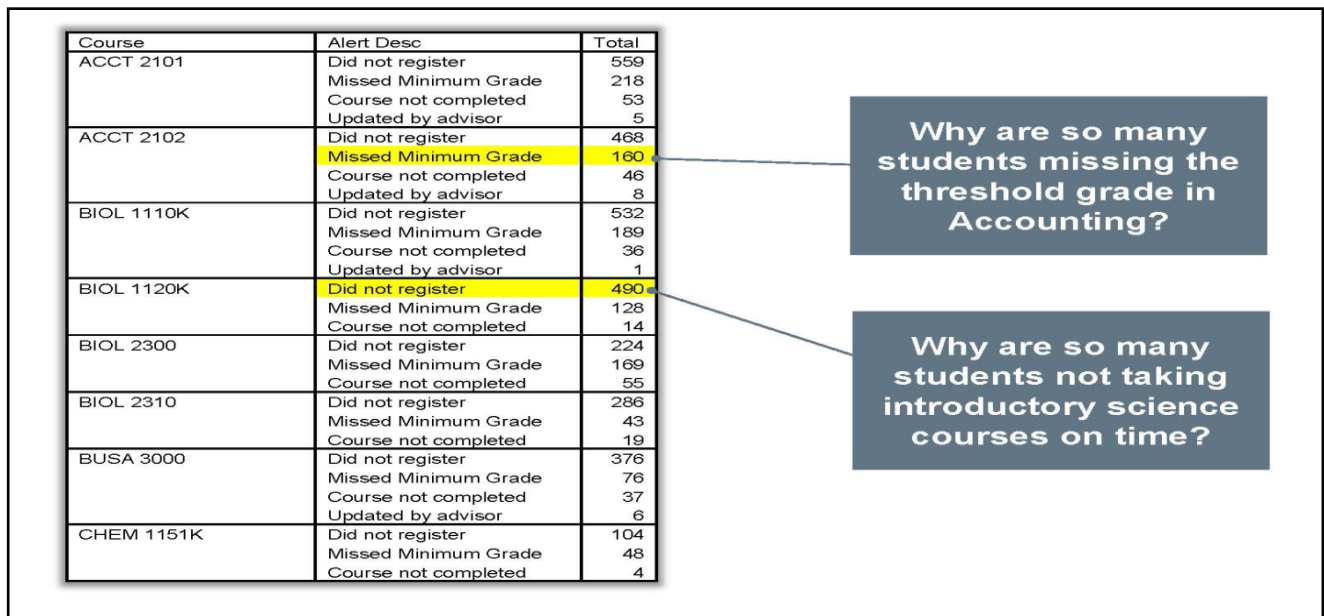 Course Alert Desc Total
ACCT 2101 Did not register 559
Missed Minimum Grade 218
Course not completed 53
Updated by advisor 5
ACCT 2102 Did not register 468
Missed Minimum Grade 160
Course not completed 46
Updated by advisor 8
BIOL 1110K Did not register 532
Missed Minimum Grade 189
Course not completed 36
Updated by advisor 1
BIOL 1120K Did not register 490
Missed Minimum Grade 128
Course not completed 14
BIOL 2300 Did not register 224
Missed Minimum Grade 169
Course not completed 55
BIOL 2310 Did not register 286
Missed Minimum Grade 43
Course not completed 19
BUSA 3000 Did not register 376
Missed Minimum Grade 76
Course not completed 37
Updated by advisor 6
CHEM 1151K Did not register 104
Missed Minimum Grade 48
Course not completed 4
Why are so many
students missing the
threshold grade in
Accounting?
Why are so many
students not taking
introductory science
courses on time?